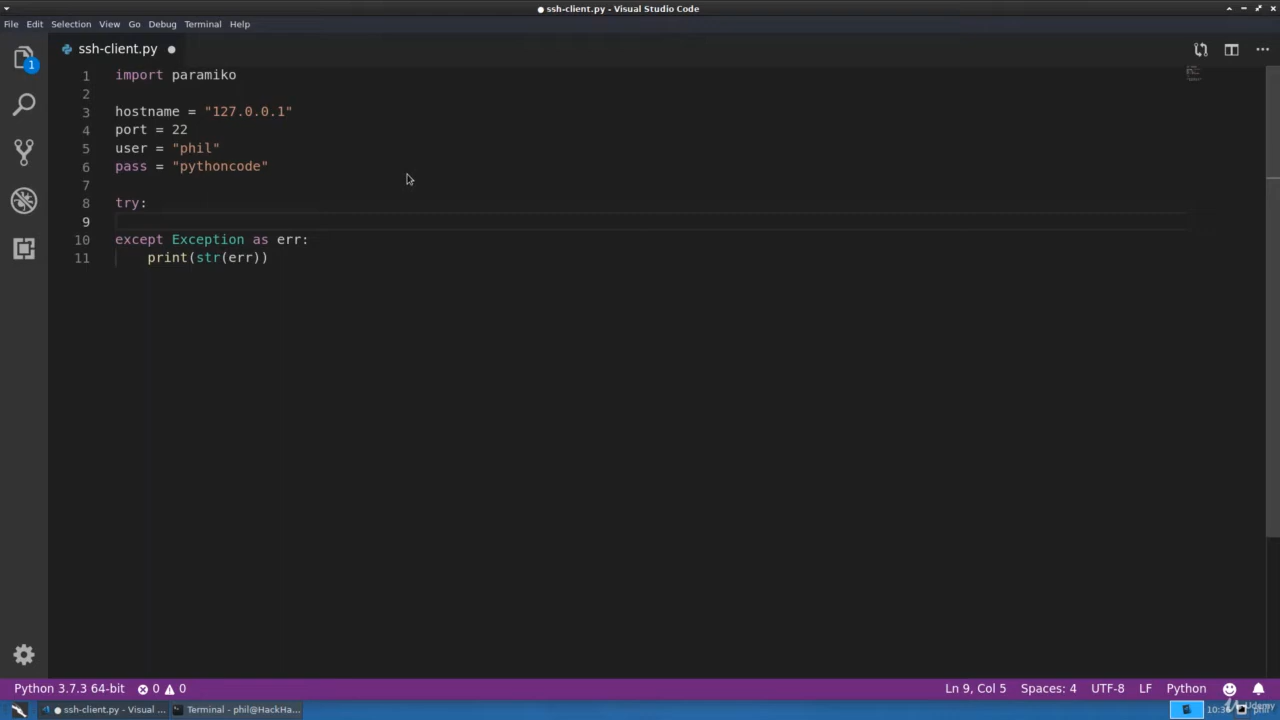 ● ssh-client.py - Visual Studio Code
File Edit Selection View Go Debug Terminal Help
1
ssh-client.py ●
1 import paramiko
2
3 hostname = "127.0.0.1"
4 port = 22
5 user = "phil"
6 pass = "pythoncode"
7
8 try:
9
10 except Exception as err:
11 print(str(err))
Python 3.7.3 64-bit 0 0 Ln 9, Col 5 Spaces: 4 UTF-8 LF Python
● ssh-client.py - Visual ... Terminal - phil@HackHa... Udemy